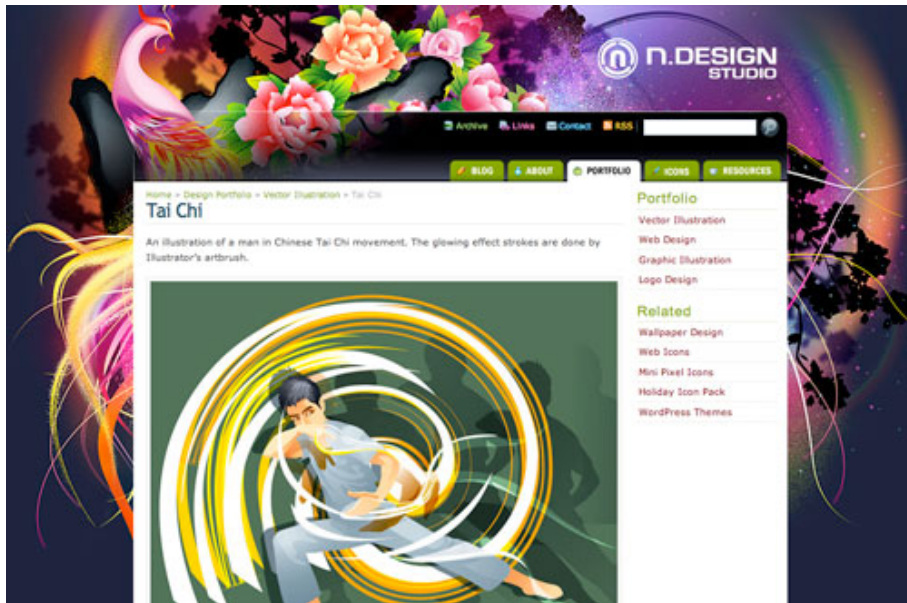 n.DESIGN
STUDIO
Archive Links Contact RSS
BLOG ABOUT PORTFOLIO ICONS RESOURCES
Home » Design Portfolio » Vector Illustration » Tai Chi
Tai Chi
An illustration of a man in Chinese Tai Chi movement. The glowing effect strokes are done by
Illustrator's artbrush.
Portfolio
Vector Illustration
Web Design
Graphic Illustration
Logo Design
Related
Wallpaper Design
Web Icons
Mini Pixel Icons
Holiday Icon Pack
WordPress Themes